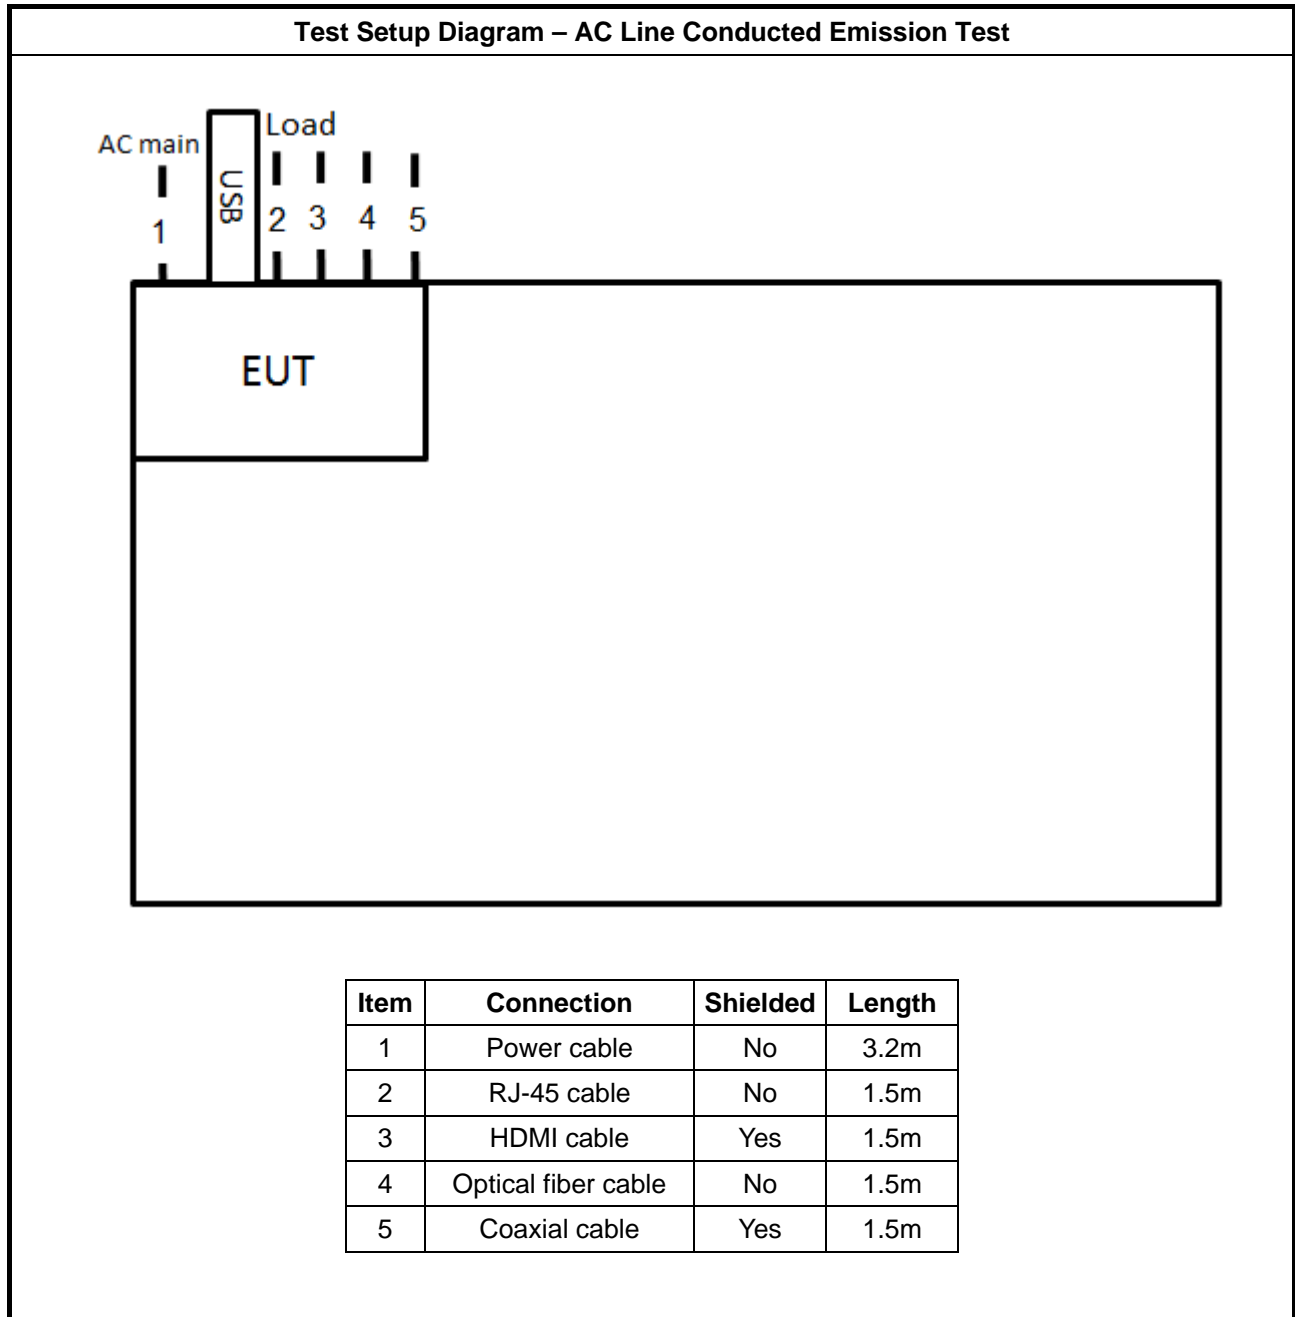 Test Setup Diagram – AC Line Conducted Emission Test
AC main
Load
USB
1 2 3 4 5
EUT
Item Connection Shielded Length
1 Power cable No 3.2m
2 RJ-45 cable No 1.5m
3 HDMI cable Yes 1.5m
4 Optical fiber cable No 1.5m
5 Coaxial cable Yes 1.5m